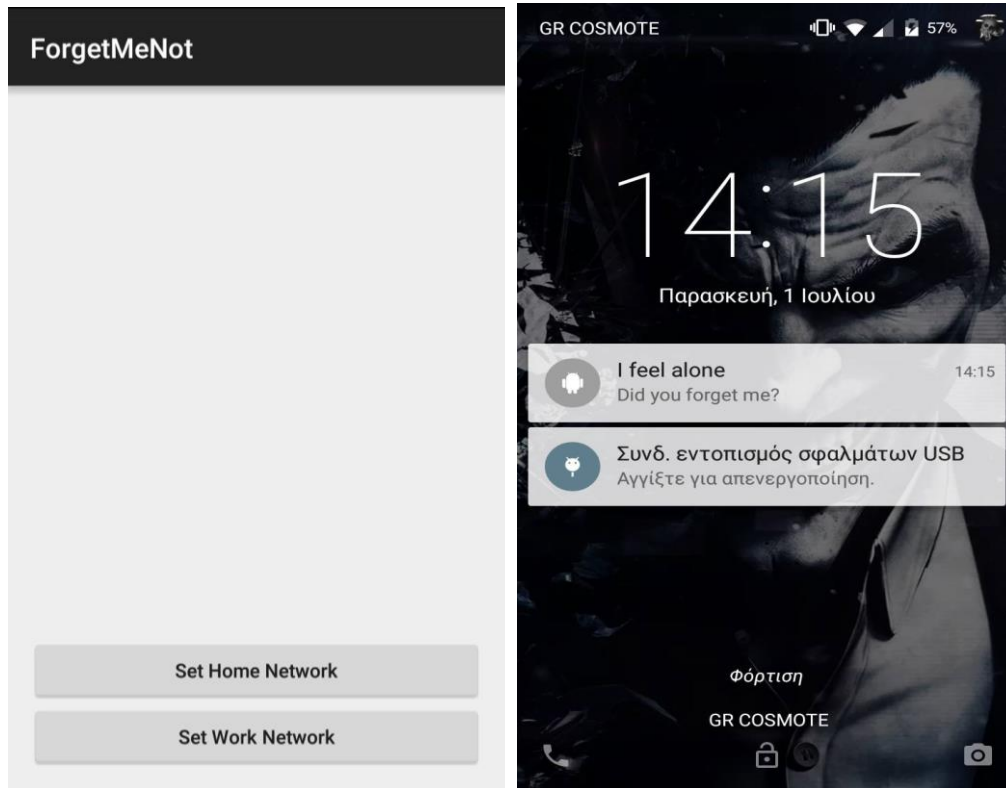 ForgetMeNot
Set Home Network
Set Work Network
GR COSMOTE
57%
14:15
Παρασκευή, 1 Ιουλίου
I feel alone
14:15
Did you forget me?
Συνδ. εντοπισμός σφαλμάτων USB
Αγγίξτε για απενεργοποίηση.
Φόρτιση
GR COSMOTE